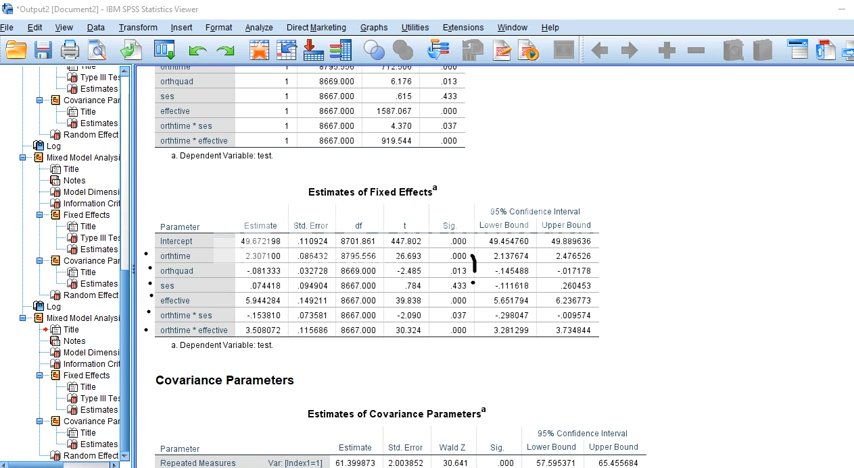 *Output2 [Document2] - IBM SPSS Statistics Viewer
File Edit View Data Transform Insert Format Analyze Direct Marketing Graphs Utilities Extensions Window Help
Title
Type III Tes
Estimates
Covariance Par
Title
Estimates
Random Effect
Log
Mixed Model Analysi
Title
Notes
Model Dimensi
Information Crit
Fixed Effects
Title
Type III Tes
Estimates
Covariance Par
Title
Estimates
Random Effect
Log
Mixed Model Analysi
Title
Notes
Model Dimensi
Information Crit
Fixed Effects
Title
Type III Tes
Estimates
Covariance Par
Title
Estimates
Random Effect
orthtime 1 8795.556 712.506 .000
orthquad 1 8669.000 6.176 .013
ses 1 8667.000 .615 .433
effective 1 8667.000 1587.067 .000
orthtime * ses 1 8667.000 4.370 .037
orthtime * effective 1 8667.000 919.544 .000
a. Dependent Variable: test.
Estimates of Fixed Effects a
95% Confidence Interval
Parameter Estimate Std. Error df t Sig. Lower Bound Upper Bound
Intercept 49.672198 .110924 8701.861 447.802 .000 49.454760 49.889636
orthtime 2.307100 .086432 8795.556 26.693 .000 2.137674 2.476526
orthquad -.081333 .032728 8669.000 -2.485 .013 -.145488 -.017178
ses .074418 .094904 8667.000 .784 .433 -.111618 .260453
effective 5.944284 .149211 8667.000 39.838 .000 5.651794 6.236773
orthtime * ses -.153810 .073581 8667.000 -2.090 .037 -.298047 -.009574
orthtime * effective 3.508072 .115686 8667.000 30.324 .000 3.281299 3.734844
a. Dependent Variable: test.
Covariance Parameters
Estimates of Covariance Parameters a
95% Confidence Interval
Parameter Estimate Std. Error Wald Z Sig. Lower Bound Upper Bound
Repeated Measures Var: [Index1=1] 61.399873 2.003852 30.641 .000 57.595371 65.455684